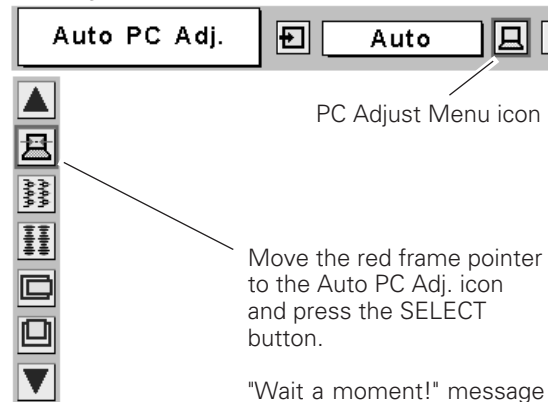 Auto PC Adj.
Auto
PC Adjust Menu icon
Move the red frame pointer
to the Auto PC Adj. icon
and press the SELECT
button.
"Wait a moment!" message